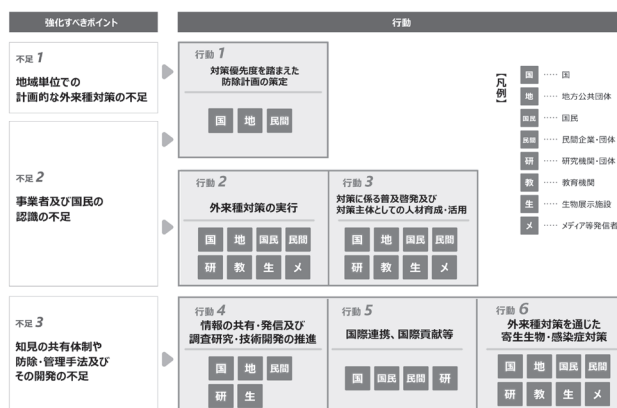 強化すべきポイント
行動
不足 1
地域単位での
計画的な外来種対策の不足
行動 1
対策優先度を踏まえた
防除計画の策定
国 地 民間
【凡例】
国 ····· 国
地 ····· 地方公共団体
国民 ····· 国民
民間 ····· 民間企業・団体
研 ····· 研究機関・団体
教 ····· 教育機関
生 ····· 生物展示施設
メ ····· メディア等発信者
不足 2
事業者及び国民の
認識の不足
行動 2
外来種対策の実行
国 地 国民 民間
研 教 生 メ
行動 3
対策に係る普及啓発及び
対策主体としての人材育成・活用
国 地 国民 民間
研 教 生 メ
不足 3
知見の共有体制や
防除・管理手法及び
その開発の不足
行動 4
情報の共有・発信及び
調査研究・技術開発の推進
国 地 民間
研 生
行動 5
国際連携、国際貢献等
国 国民 民間 研
行動 6
外来種対策を通じた
寄生生物・感染症対策
国 地 国民 民間
研 教 生 メ